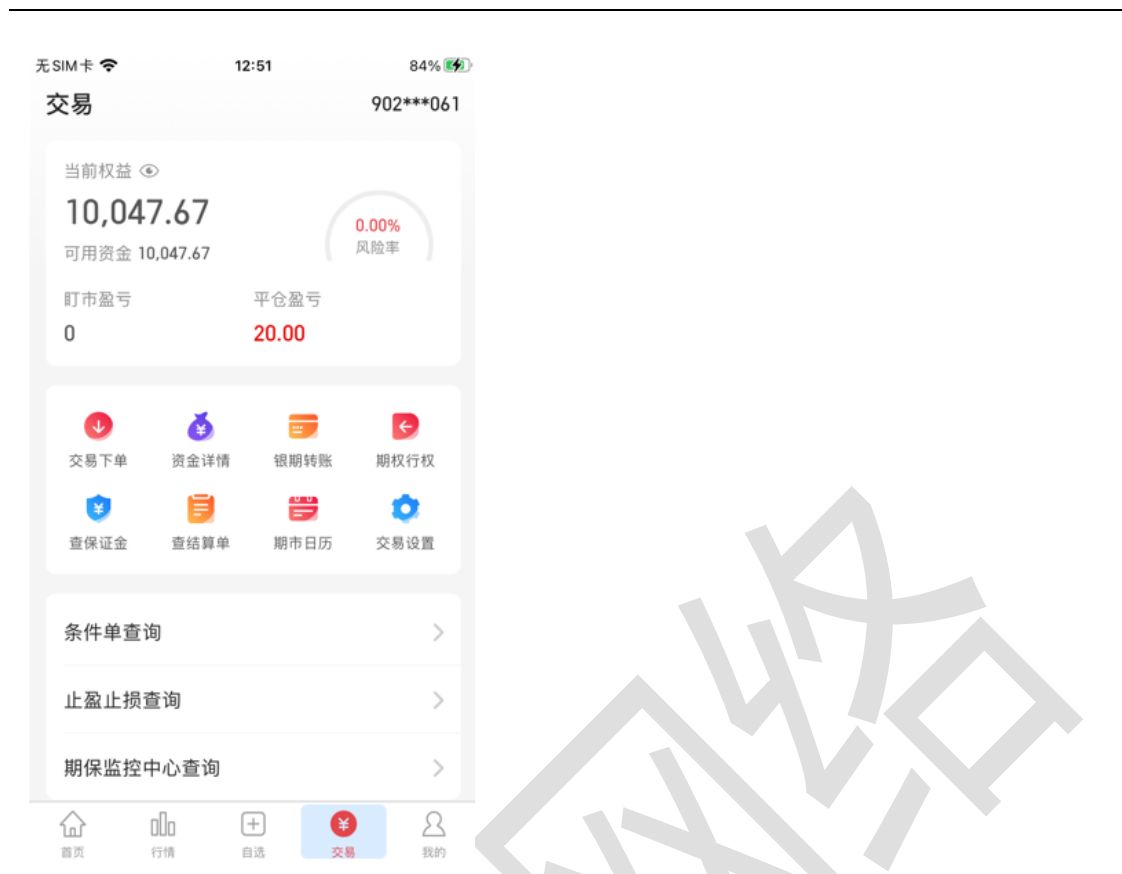 无SIM卡 12:51 84%
交易 902***061
当前权益
10,047.67
0.00%
可用资金 10,047.67 风险率
盯市盈亏 平仓盈亏
0 20.00
交易下单 资金详情 银期转账 期权行权
查保证金 查结算单 期市日历 交易设置
条件单查询
止盈止损查询
期保监控中心查询
首页 行情 自选 交易 我的
网络